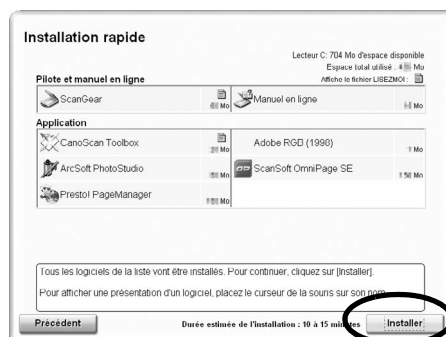 Installation rapide
Lecteur C: 704 Mo d'espace disponible
Espace total utilisé : Mo
Affiche le fichier LISEZMOI :
Pilote et manuel en ligne
ScanGear Mo
Manuel en ligne Mo
Application
CanoScan Toolbox Mo
Adobe RGB (1998) 1 Mo
ArcSoft PhotoStudio Mo
ScanSoft OmniPage SE Mo
Presto! PageManager Mo
Tous les logiciels de la liste vont être installés. Pour continuer, cliquez sur [Installer].
Pour afficher une présentation d'un logiciel, placez le curseur de la souris sur son nom.
Précédent
Durée estimée de l'installation : 10 à 15 minutes
Installer